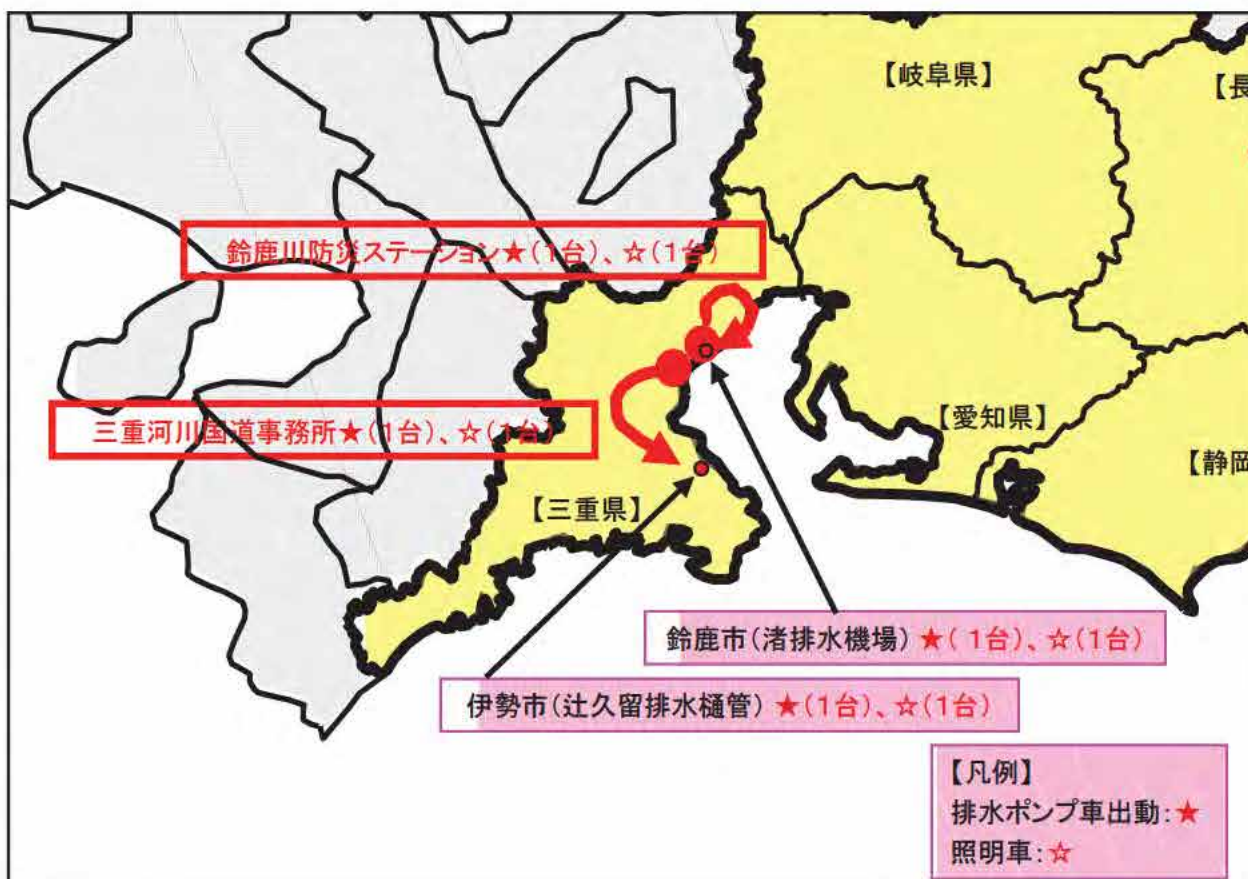 【岐阜県】
【長
鈴鹿川防災ステーション★(1台)、☆(1台)
三重河川国道事務所★(1台)、☆(1台)
【愛知県】
【静岡
【三重県】
鈴鹿市(渚排水機場) ★( 1台)、☆(1台)
伊勢市(辻久留排水樋管) ★(1台)、☆(1台)
【凡例】
排水ポンプ車出動:★
照明車:☆